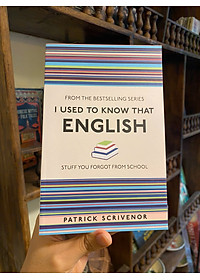 FROM THE BESTSELLING SERIES
I USED TO KNOW THAT
ENGLISH
STUFF YOU FORGOT FROM SCHOOL
PATRICK SCRIVENOR